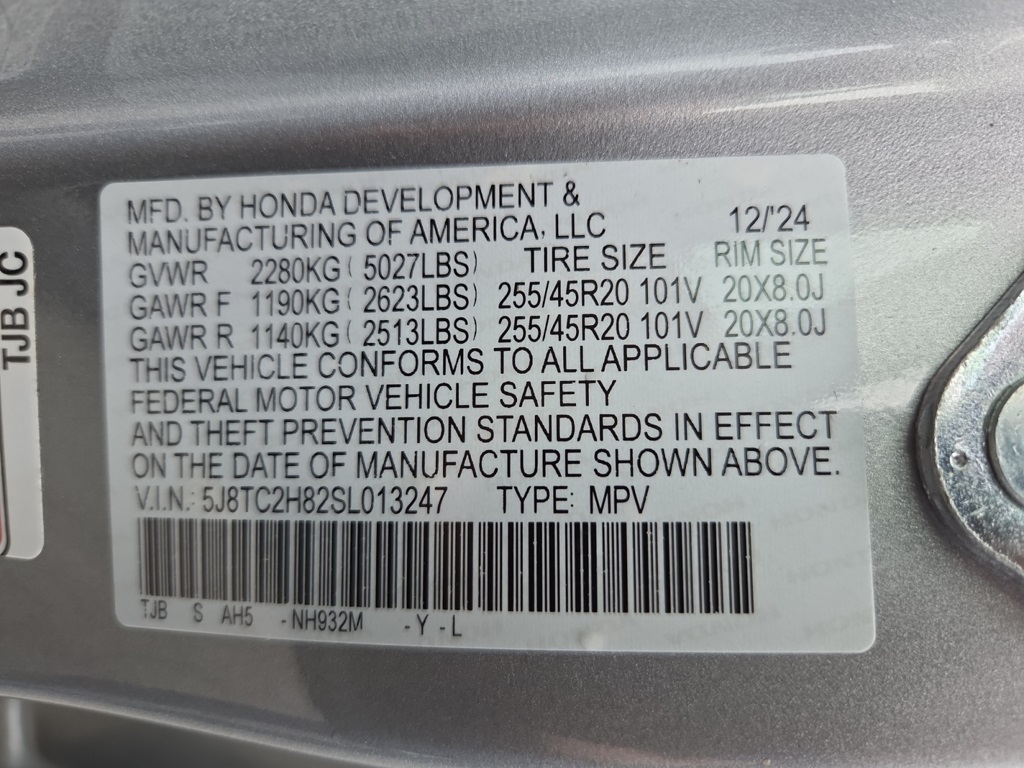 MFD. BY HONDA DEVELOPMENT &
MANUFACTURING OF AMERICA, LLC 12/'24
GVWR 2280KG ( 5027LBS) TIRE SIZE RIM SIZE
GAWR F 1190KG ( 2623LBS) 255/45R20 101V 20X8.0J
GAWR R 1140KG ( 2513LBS) 255/45R20 101V 20X8.0J
THIS VEHICLE CONFORMS TO ALL APPLICABLE
FEDERAL MOTOR VEHICLE SAFETY
AND THEFT PREVENTION STANDARDS IN EFFECT
ON THE DATE OF MANUFACTURE SHOWN ABOVE.
V.I.N.: 5J8TC2H82SL013247 TYPE: MPV
TJB S AH5 - NH932M - Y - L
TJB JC